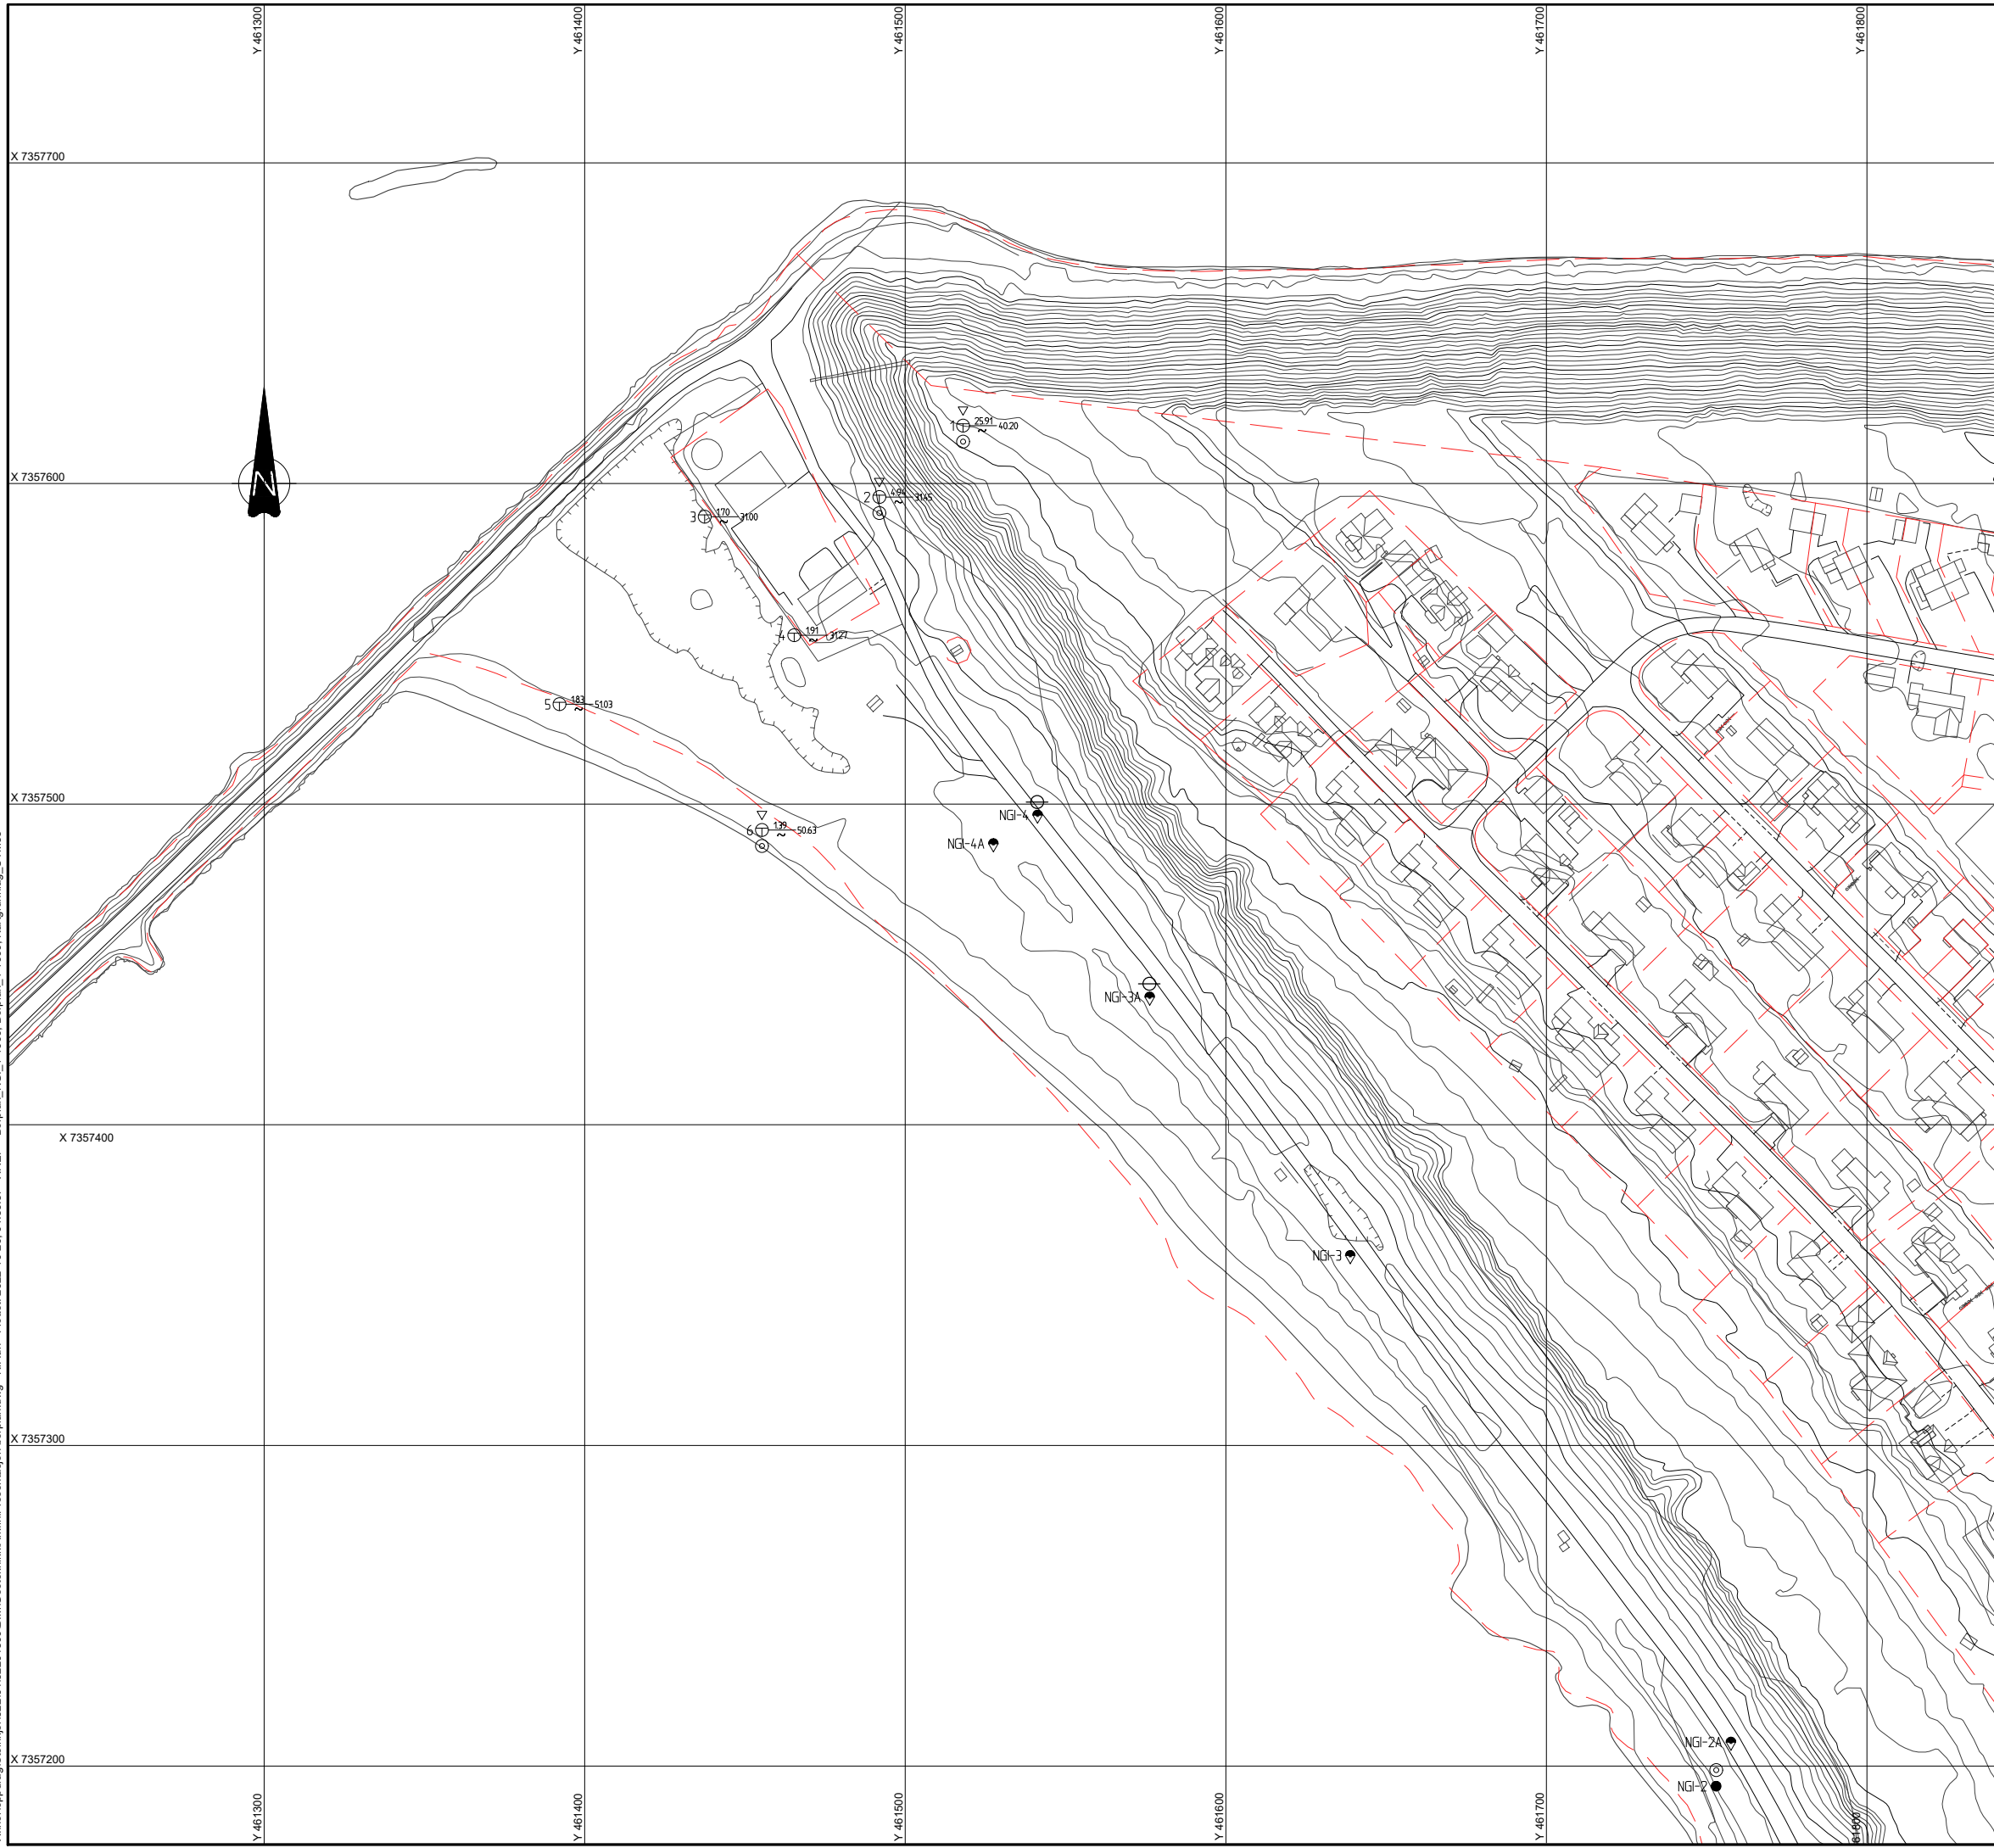 Y 461300
Y 461400
Y 461500
Y 461600
Y 461700
Y 461800
X 7357700
1 25.91 ~ 40.20
X 7357600
N
2 4.94 ~ 31.45
3 1.70 ~ 31.00
4 1.91 ~ 31.27
5 1.83 ~ 51.03
X 7357500
NGI-4
6 1.39 ~ 50.63
NGI-4A
NGI-3A
X 7357400
NGI-3
X 7357300
NGI-2A
X 7357200
NGI-2
Y 461300
Y 461400
Y 461500
Y 461600
Y 461700